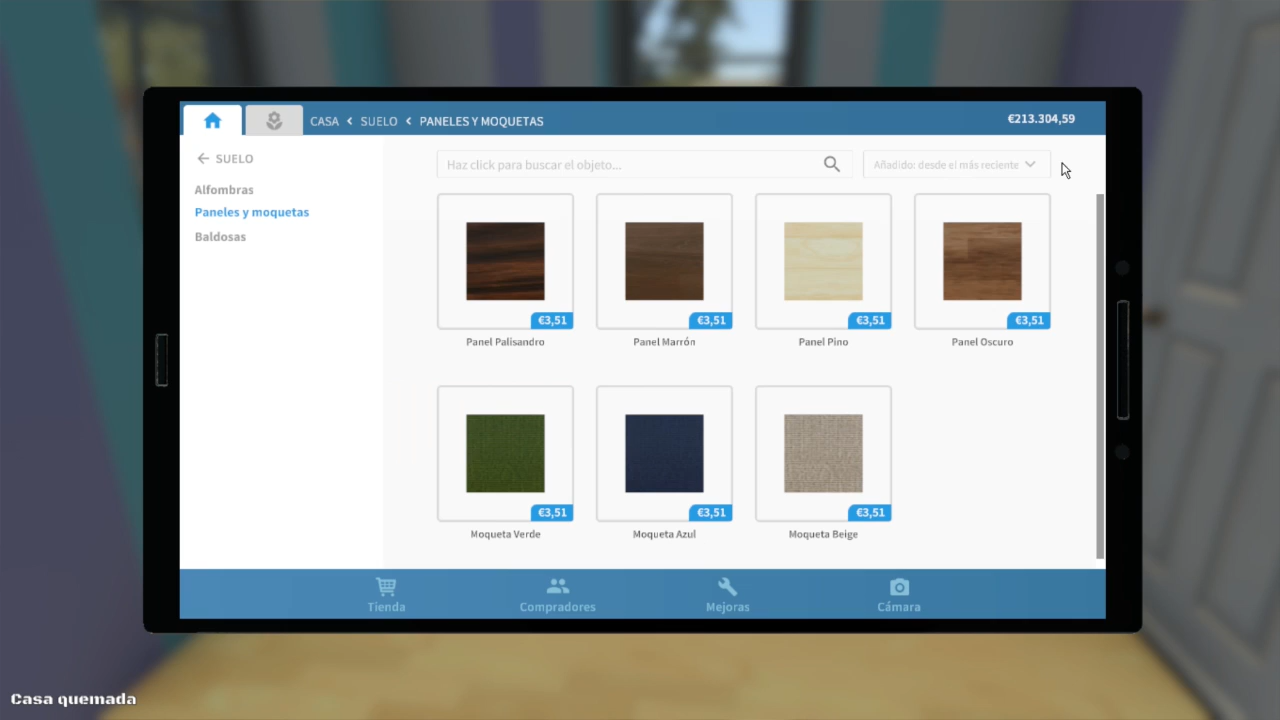 CASA < SUELO < PANELES Y MOQUETAS
€213.304,59
SUELO
Alfombras
Paneles y moquetas
Baldosas
Haz click para buscar el objeto...
Añadido: desde el más reciente
€3,51
€3,51
€3,51
€3,51
Panel Palisandro
Panel Marrón
Panel Pino
Panel Oscuro
€3,51
€3,51
€3,51
Moqueta Verde
Moqueta Azul
Moqueta Beige
Tienda
Compradores
Mejoras
Cámara
Casa quemada